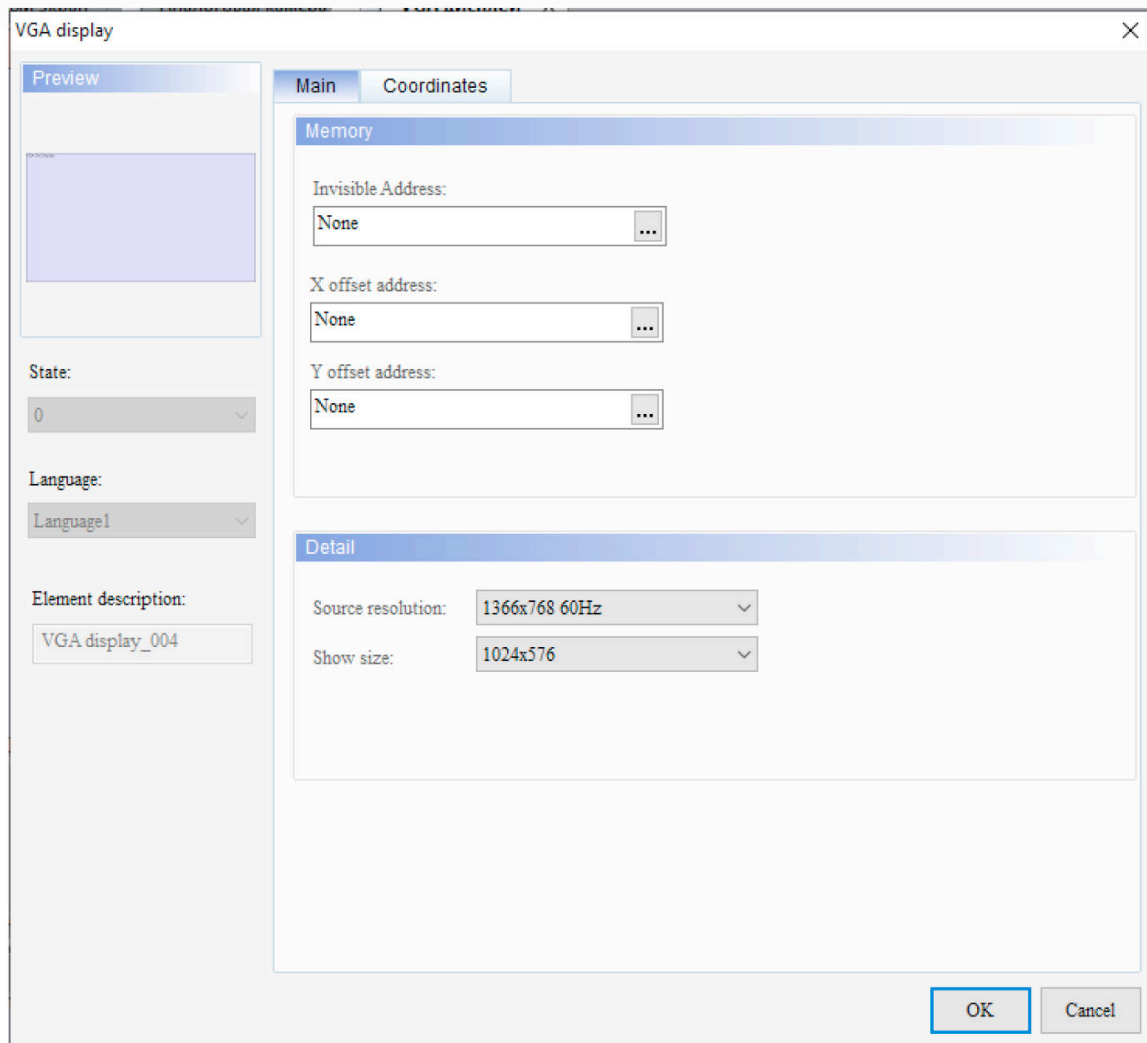 VGA display
Preview
Main
Coordinates
Memory
Invisible Address:
None
...
X offset address:
None
...
Y offset address:
None
...
State:
0
Language:
Language1
Element description:
VGA display_004
Detail
Source resolution:
1366x768 60Hz
Show size:
1024x576
OK
Cancel